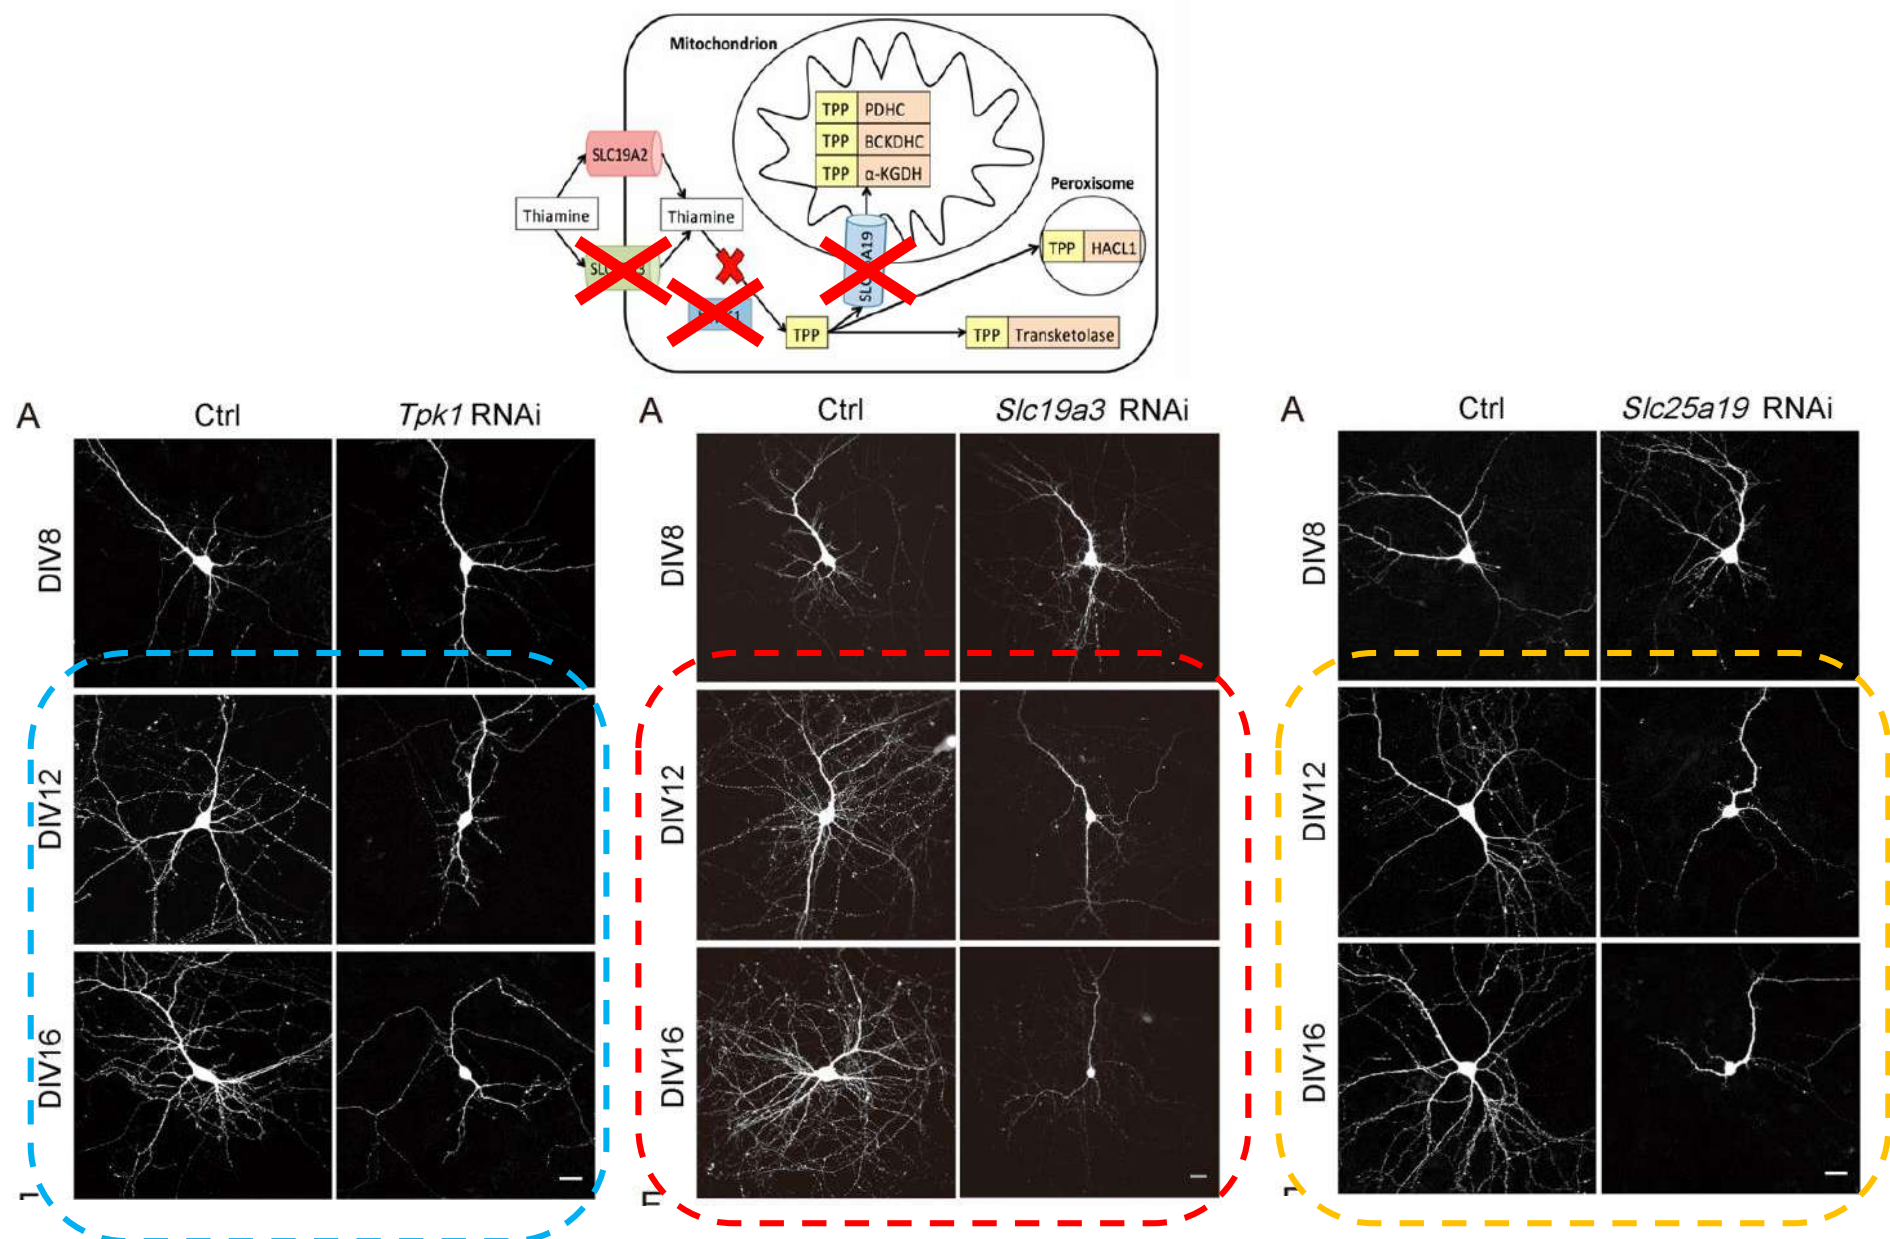 Mitochondrion
TPP PDHC
TPP BCKDHC
TPP α-KGDH
SLC19A2
Peroxisome
Thiamine
Thiamine
TPP HACL1
TPP
TPP Transketolase
A Ctrl Tpk1 RNAi
DIV8
DIV12
DIV16
A Ctrl Slc19a3 RNAi
DIV8
DIV12
DIV16
A Ctrl Slc25a19 RNAi
DIV8
DIV12
DIV16